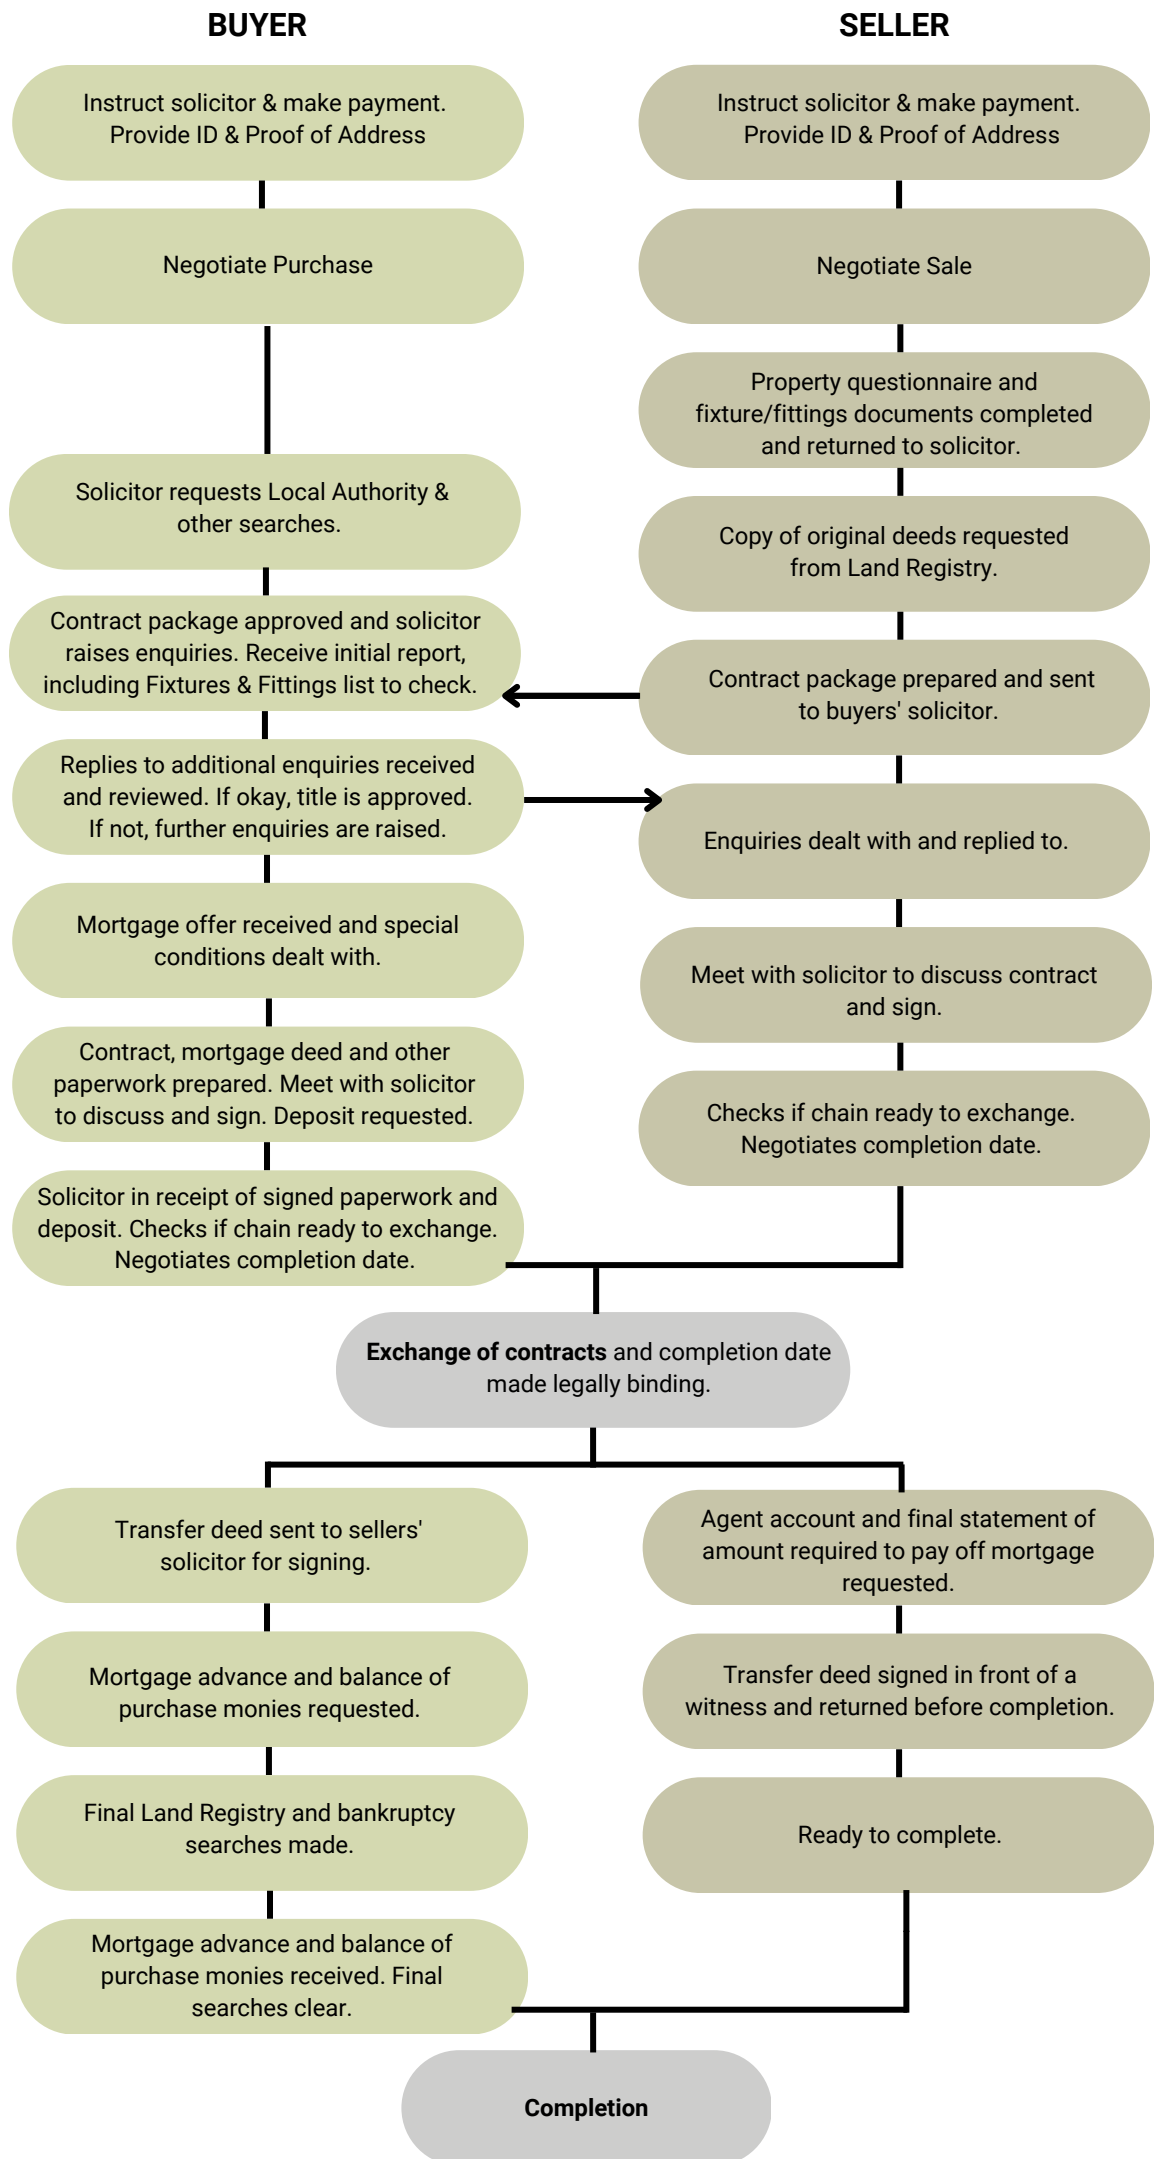 BUYER
Instruct solicitor & make payment.
Provide ID & Proof of Address
Negotiate Purchase
Solicitor requests Local Authority &
other searches.
Contract package approved and solicitor
raises enquiries. Receive initial report,
including Fixtures & Fittings list to check.
Replies to additional enquiries received
and reviewed. If okay, title is approved.
If not, further enquiries are raised.
Mortgage offer received and special
conditions dealt with.
Contract, mortgage deed and other
paperwork prepared. Meet with solicitor
to discuss and sign. Deposit requested.
Solicitor in receipt of signed paperwork and
deposit. Checks if chain ready to exchange.
Negotiates completion date.
SELLER
Instruct solicitor & make payment.
Provide ID & Proof of Address
Negotiate Sale
Property questionnaire and
fixture/fittings documents completed
and returned to solicitor.
Copy of original deeds requested
from Land Registry.
Contract package prepared and sent
to buyers' solicitor.
Enquiries dealt with and replied to.
Meet with solicitor to discuss contract
and sign.
Checks if chain ready to exchange.
Negotiates completion date.
Exchange of contracts and completion date
made legally binding.
Transfer deed sent to sellers'
solicitor for signing.
Mortgage advance and balance of
purchase monies requested.
Final Land Registry and bankruptcy
searches made.
Mortgage advance and balance of
purchase monies received. Final
searches clear.
Agent account and final statement of
amount required to pay off mortgage
requested.
Transfer deed signed in front of a
witness and returned before completion.
Ready to complete.
Completion